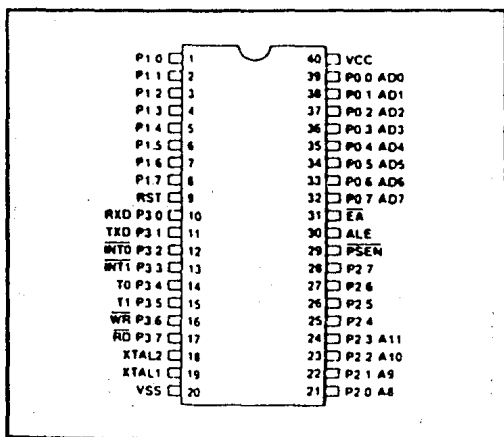 P1 0 1 40 VCC
P1 1 2 39 P0 0 AD0
P1 2 3 38 P0 1 AD1
P1 3 4 37 P0 2 AD2
P1 4 5 36 P0 3 AD3
P1.5 6 35 P0 4 AD4
P1 6 7 34 P0 5 AD5
P1.7 8 33 P0 6 AD6
RST 9 32 P0 7 AD7
RXD P3 0 10 31 EA
TXD P3 1 11 30 ALE
INT0 P3 2 12 29 PSEN
INT1 P3 3 13 28 P2 7
T0 P3 4 14 27 P2 6
T1 P3 5 15 26 P2 5
WR P3 6 16 25 P2 4
RD P3 7 17 24 P2 3 A11
XTAL2 18 23 P2 2 A10
XTAL1 19 22 P2 1 A9
VSS 20 21 P2 0 A8